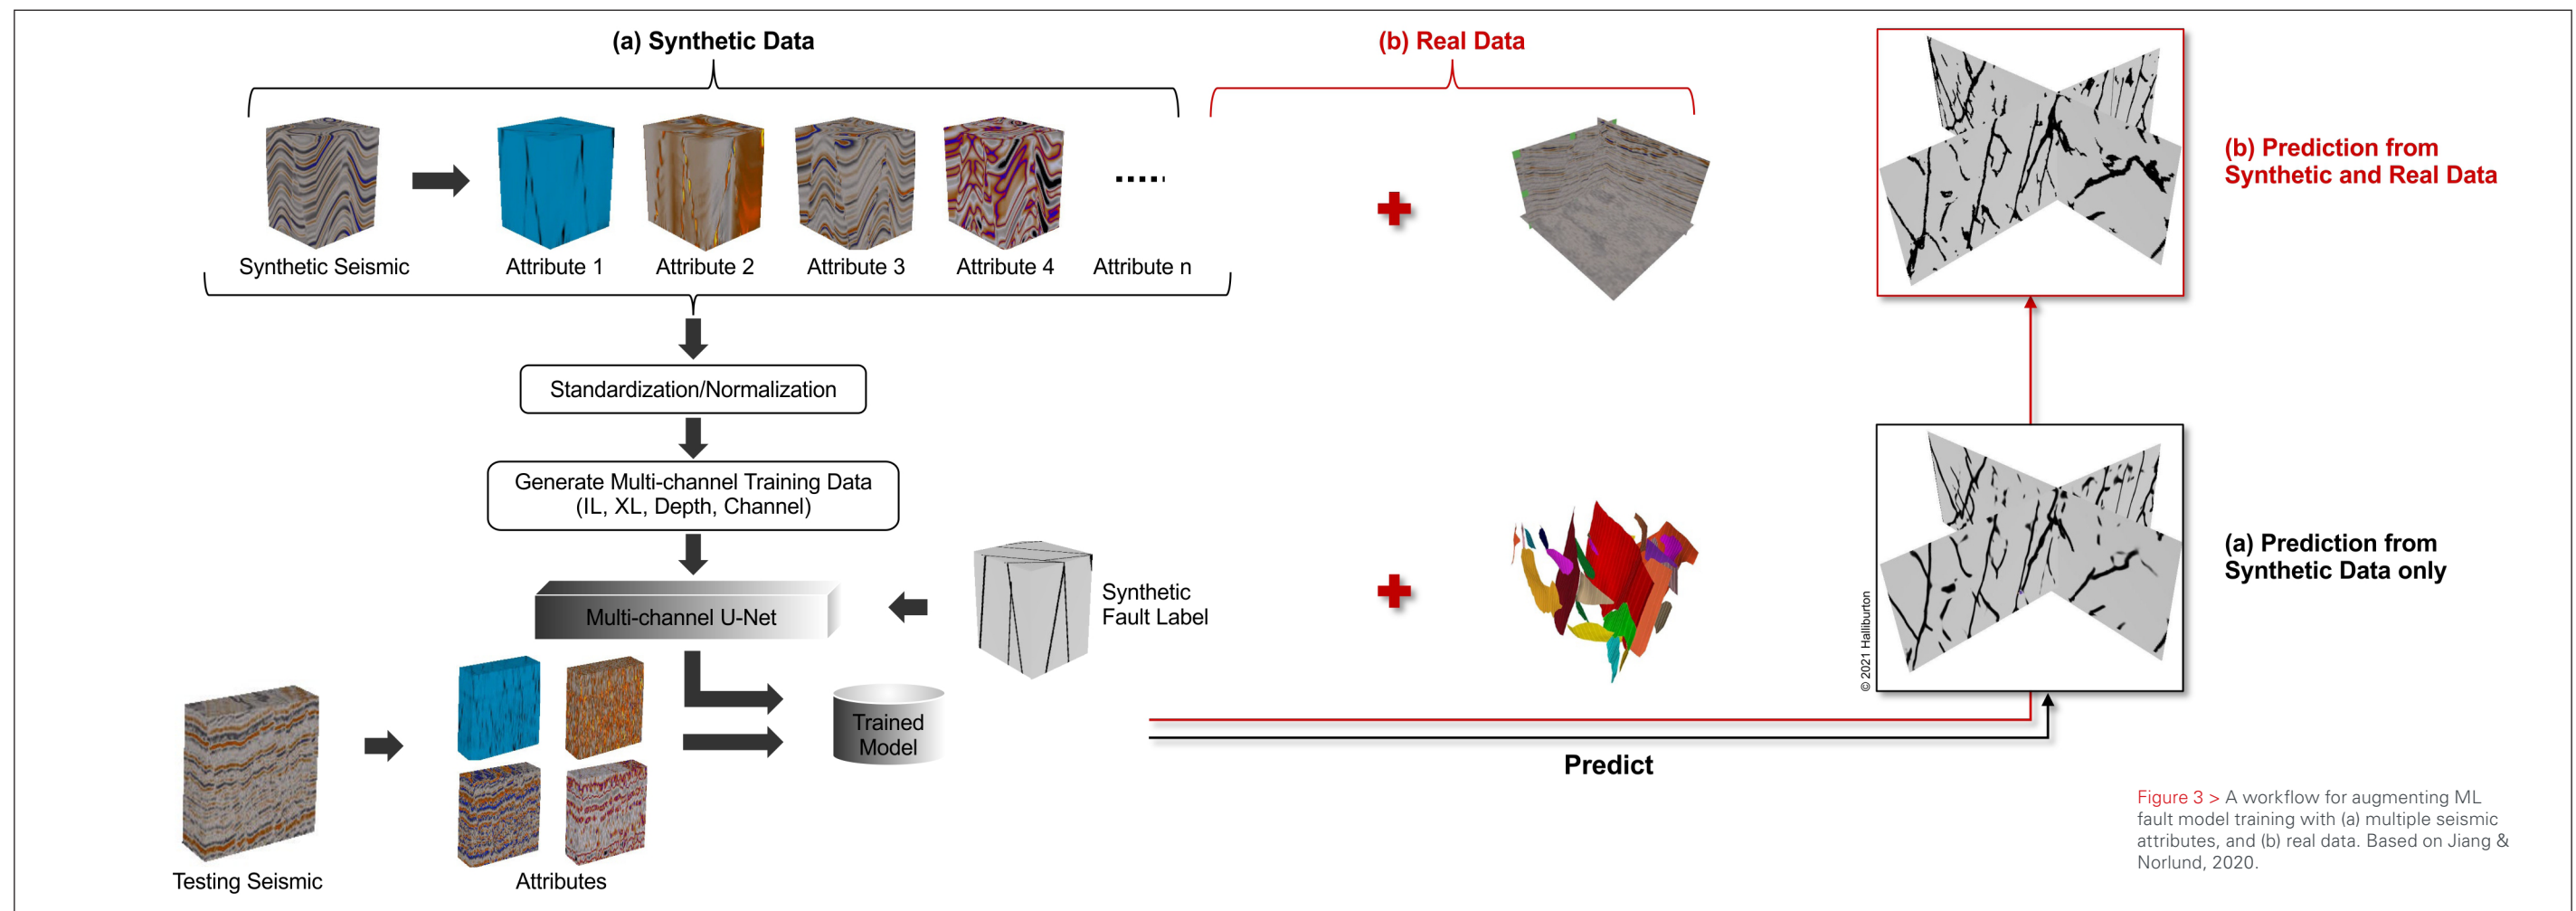 (a) Synthetic Data
(b) Real Data
Synthetic Seismic
Attribute 1
Attribute 2
Attribute 3
Attribute 4
Attribute n
(b) Prediction from
Synthetic and Real Data
Standardization/Normalization
Generate Multi-channel Training Data
(IL, XL, Depth, Channel)
Multi-channel U-Net
Synthetic
Fault Label
(a) Prediction from
Synthetic Data only
© 2021 Halliburton
Trained
Model
Predict
Testing Seismic
Attributes
Figure 3 > A workflow for augmenting ML
fault model training with (a) multiple seismic
attributes, and (b) real data. Based on Jiang &
Norlund, 2020.